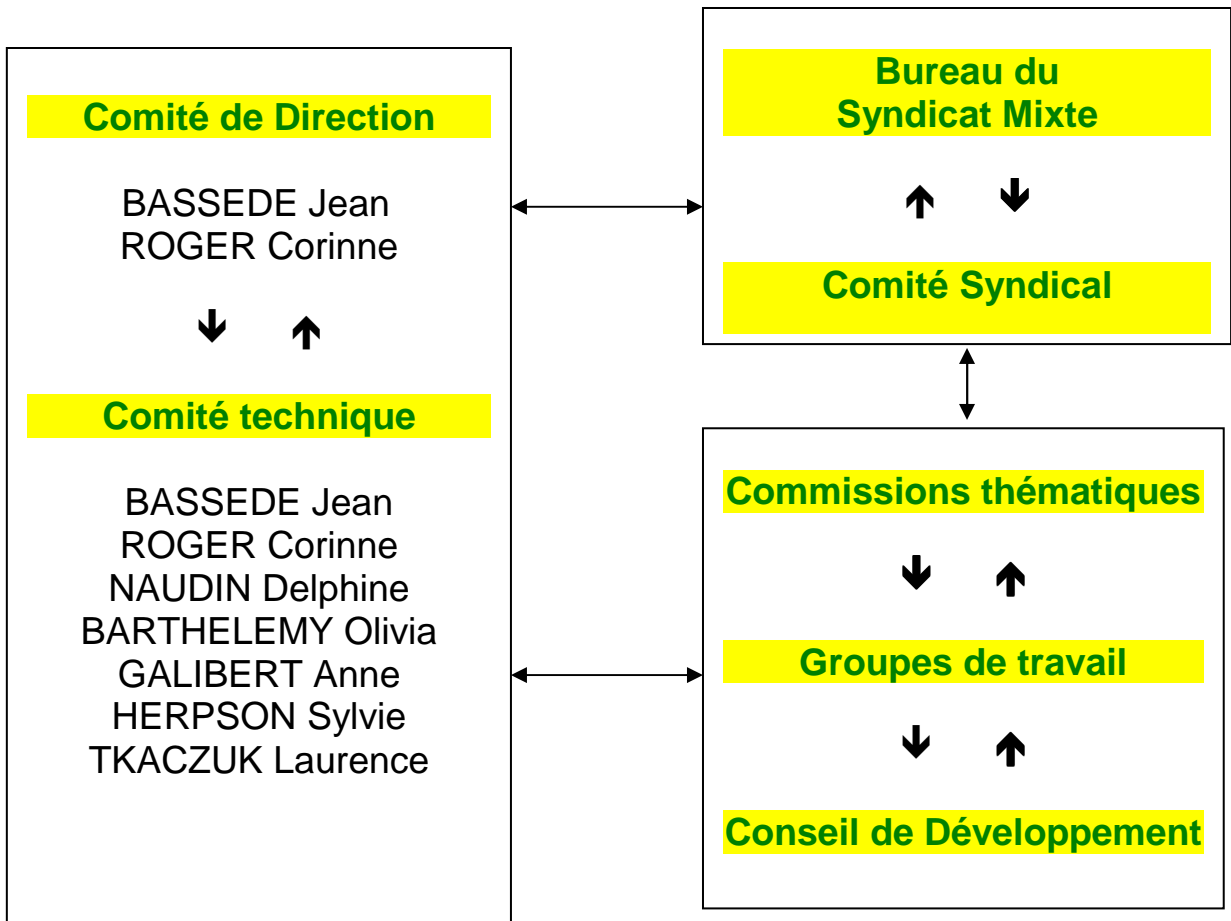 Comité de Direction
BASSEDE Jean
ROGER Corinne
Comité technique
BASSEDE Jean
ROGER Corinne
NAUDIN Delphine
BARTHELEMY Olivia
GALIBERT Anne
HERPSON Sylvie
TKACZUK Laurence
Bureau du
Syndicat Mixte
Comité Syndical
Commissions thématiques
Groupes de travail
Conseil de Développement